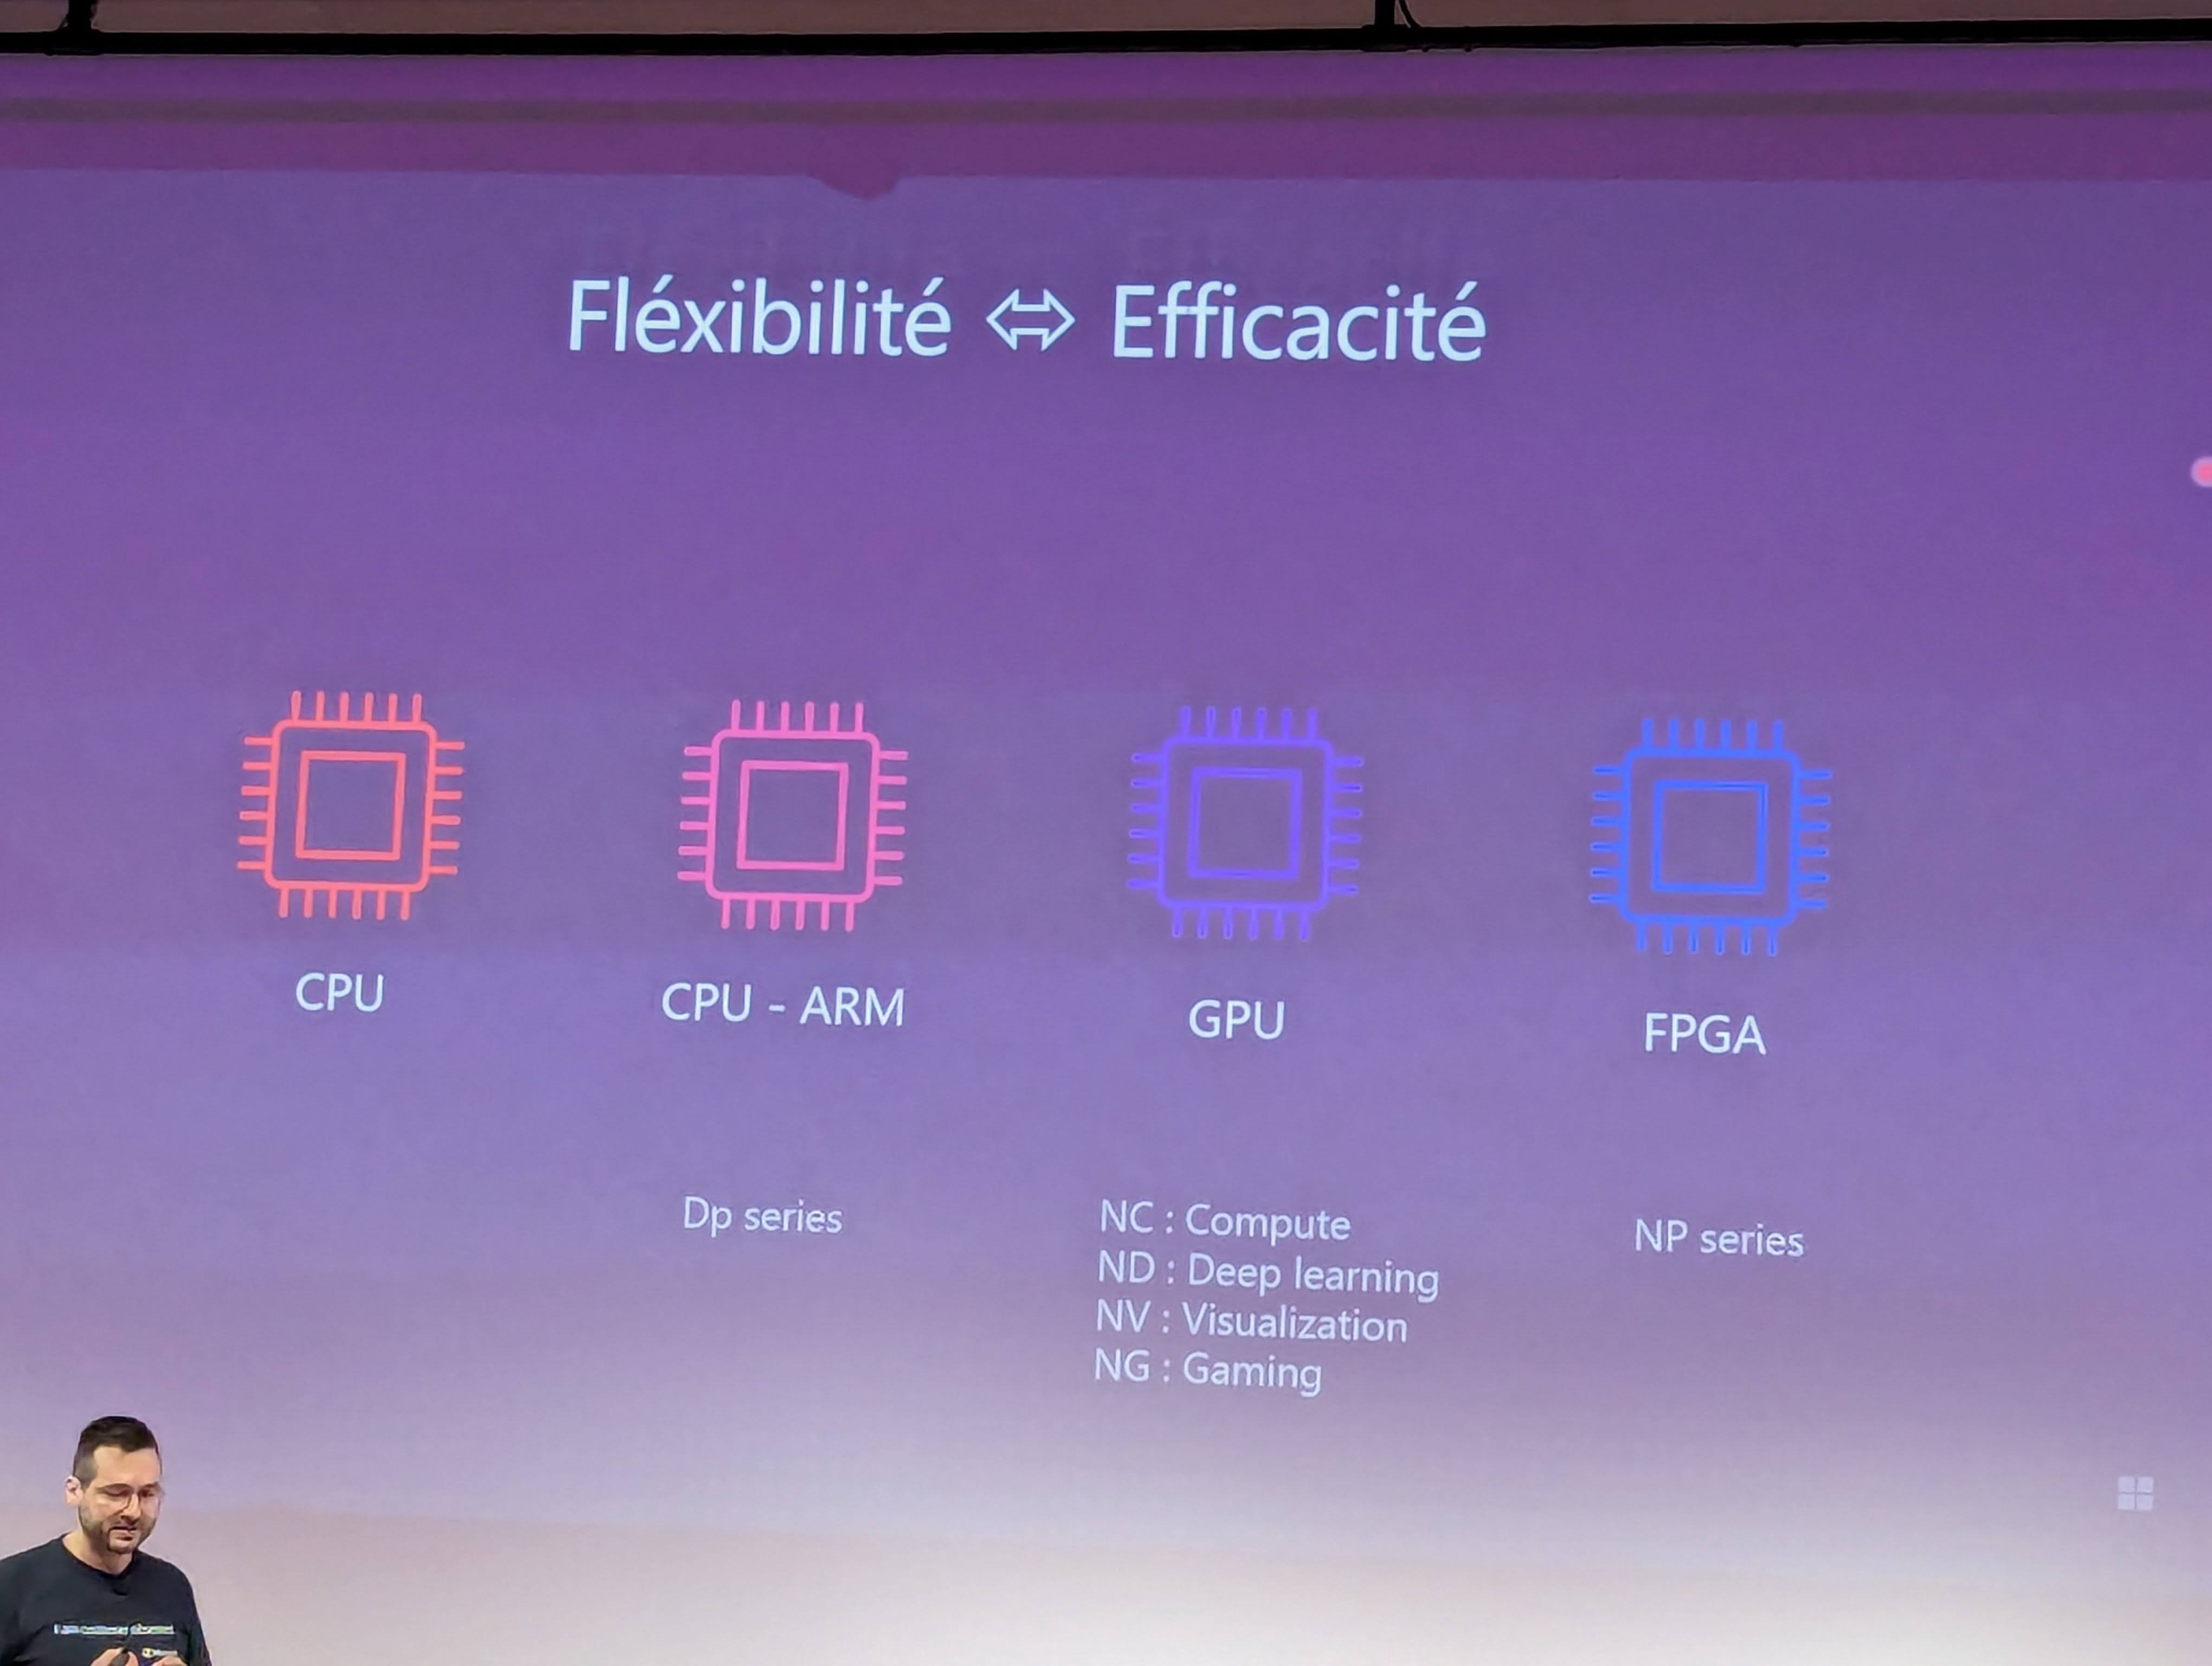 Fléxibilité ⇔ Efficacité
CPU
CPU - ARM
GPU
FPGA
Dp series
NC : Compute
ND : Deep learning
NV : Visualization
NG : Gaming
NP series